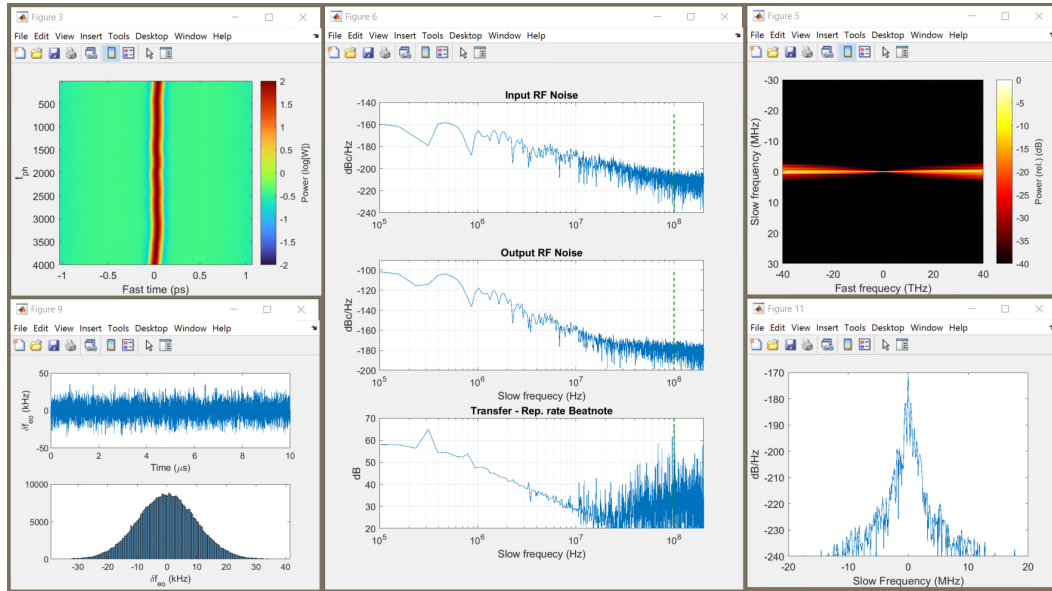 Figure 3
File Edit View Insert Tools Desktop Window Help
500
1000
1500
2000
2500
3000
3500
4000
t_ph
-1 -0.5 0 0.5 1
Fast time (ps)
2
1.5
1
0.5
0
-0.5
-1
-1.5
-2
Power (log[W])
Figure 6
File Edit View Insert Tools Desktop Window Help
Input RF Noise
-140
-160
-180
-200
-220
-240
dBc/Hz
10^5 10^6 10^7 10^8
Output RF Noise
-100
-120
-140
-160
-180
-200
dBc/Hz
10^5 10^6 10^7 10^8
Slow frequecy (Hz)
Transfer - Rep. rate Beatnote
70
60
50
40
30
20
dB
10^5 10^6 10^7 10^8
Slow frequecy (Hz)
Figure 5
File Edit View Insert Tools Desktop Window Help
-30
-20
-10
0
10
20
30
Slow frequency (MHz)
-40 -20 0 20 40
Fast frequecy (THz)
0
-5
-10
-15
-20
-25
-30
-35
-40
Power (rel.) (dB)
Figure 9
File Edit View Insert Tools Desktop Window Help
50
0
-50
δf_eo (kHz)
0 2 4 6 8 10
Time (μs)
10000
5000
0
-30 -20 -10 0 10 20 30 40
δf_eo (kHz)
Figure 11
File Edit View Insert Tools Desktop Window Help
-170
-180
-190
-200
-210
-220
-230
-240
dB/Hz
-20 -10 0 10 20
Slow Frequency (MHz)